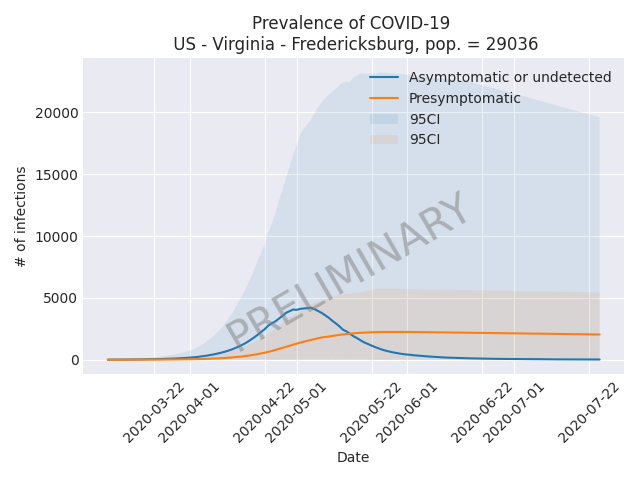 Prevalence of COVID-19
US - Virginia - Fredericksburg, pop. = 29036
Asymptomatic or undetected
Presymptomatic
95CI
95CI
20000
15000
10000
5000
0
# of infections
PRELIMINARY
2020-03-22
2020-04-01
2020-04-22
2020-05-01
2020-05-22
2020-06-01
2020-06-22
2020-07-01
2020-07-22
Date